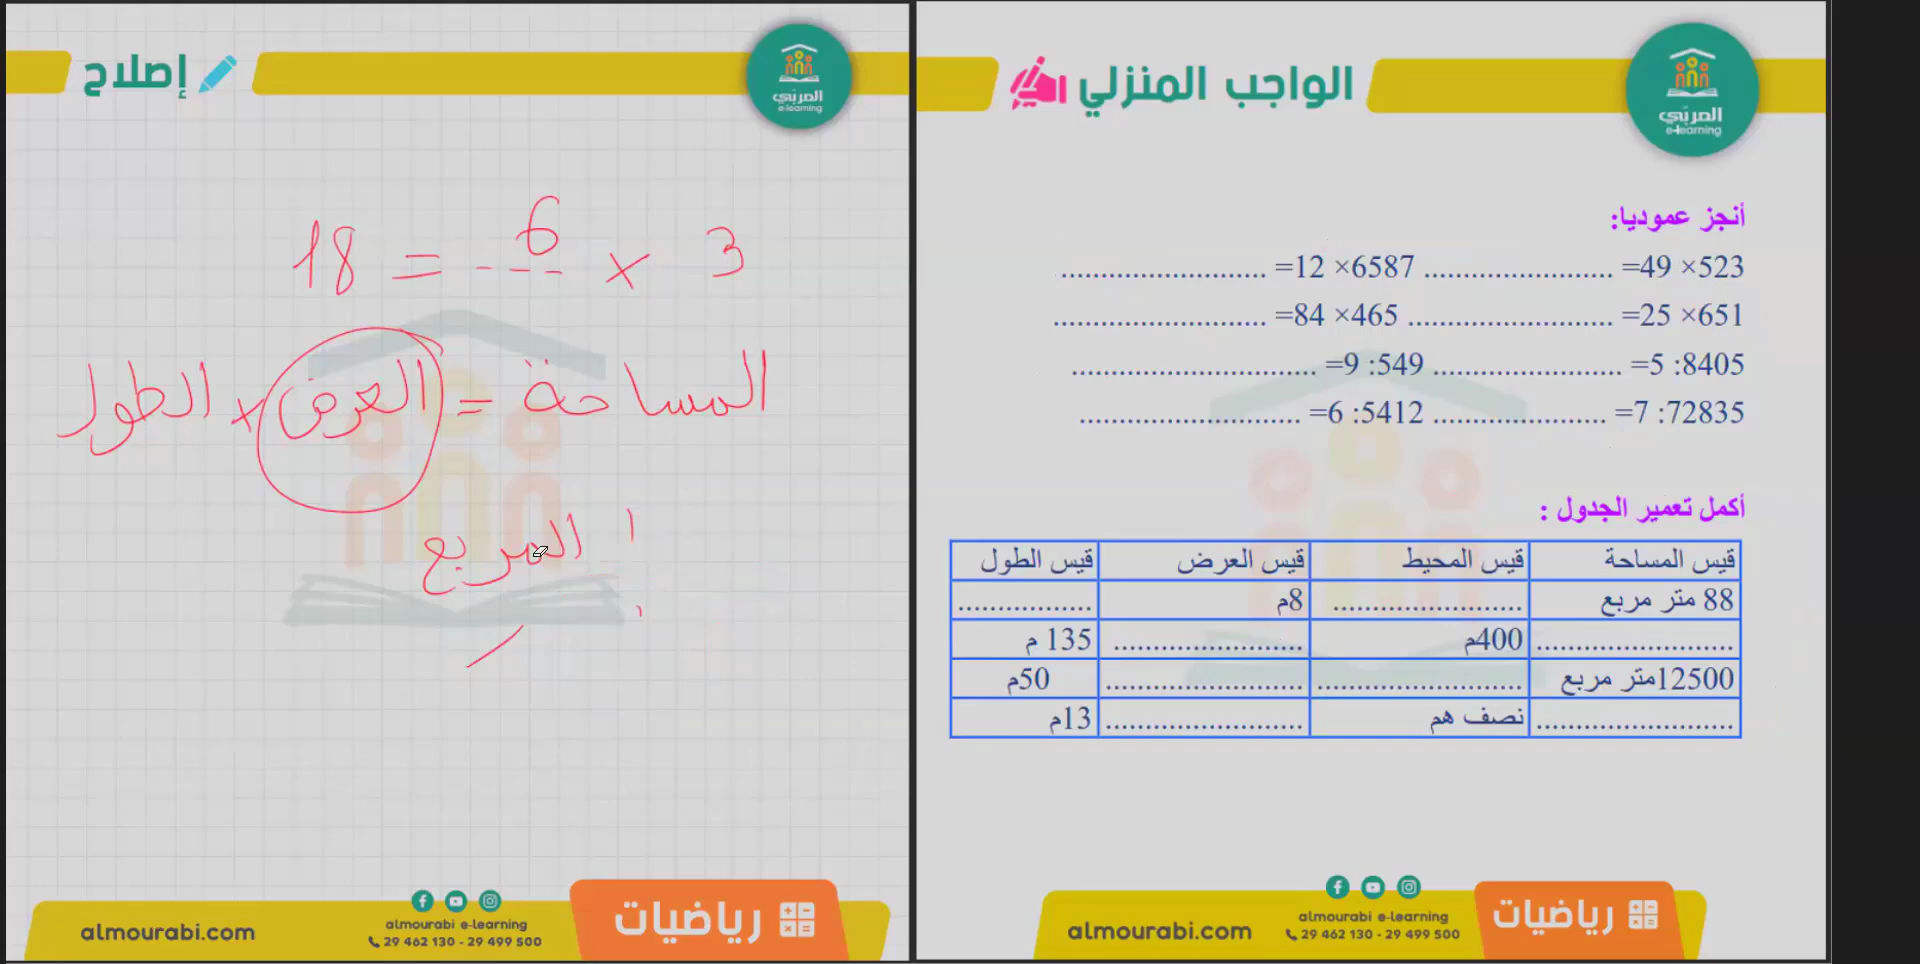 الواجب المنزلي
المربّي
e-learning
أنجز عموديا:
523× 49= ...................... 6587× 12= ........................
651× 25= ........................ 465× 84= .........................
8405: 5= ...................... 549: 9= ............................
72835: 7= .................... 5412: 6= ..........................
أكمل تعمير الجدول :
قيس المساحة قيس المحيط قيس العرض قيس الطول
88 متر مربع ...................... 8م ................
....................... 400م ...................... 135 م
12500متر مربع ........................ ....................... 50م
....................... نصف هم ....................... 13م
رياضيات
almourabi e-learning
29 462 130 - 29 499 500
almourabi.com
إصلاح
المربّي
e-learning
3 × 6 = 18
المساحة = العرض × الطول
المربع
رياضيات
almourabi e-learning
29 462 130 - 29 499 500
almourabi.com